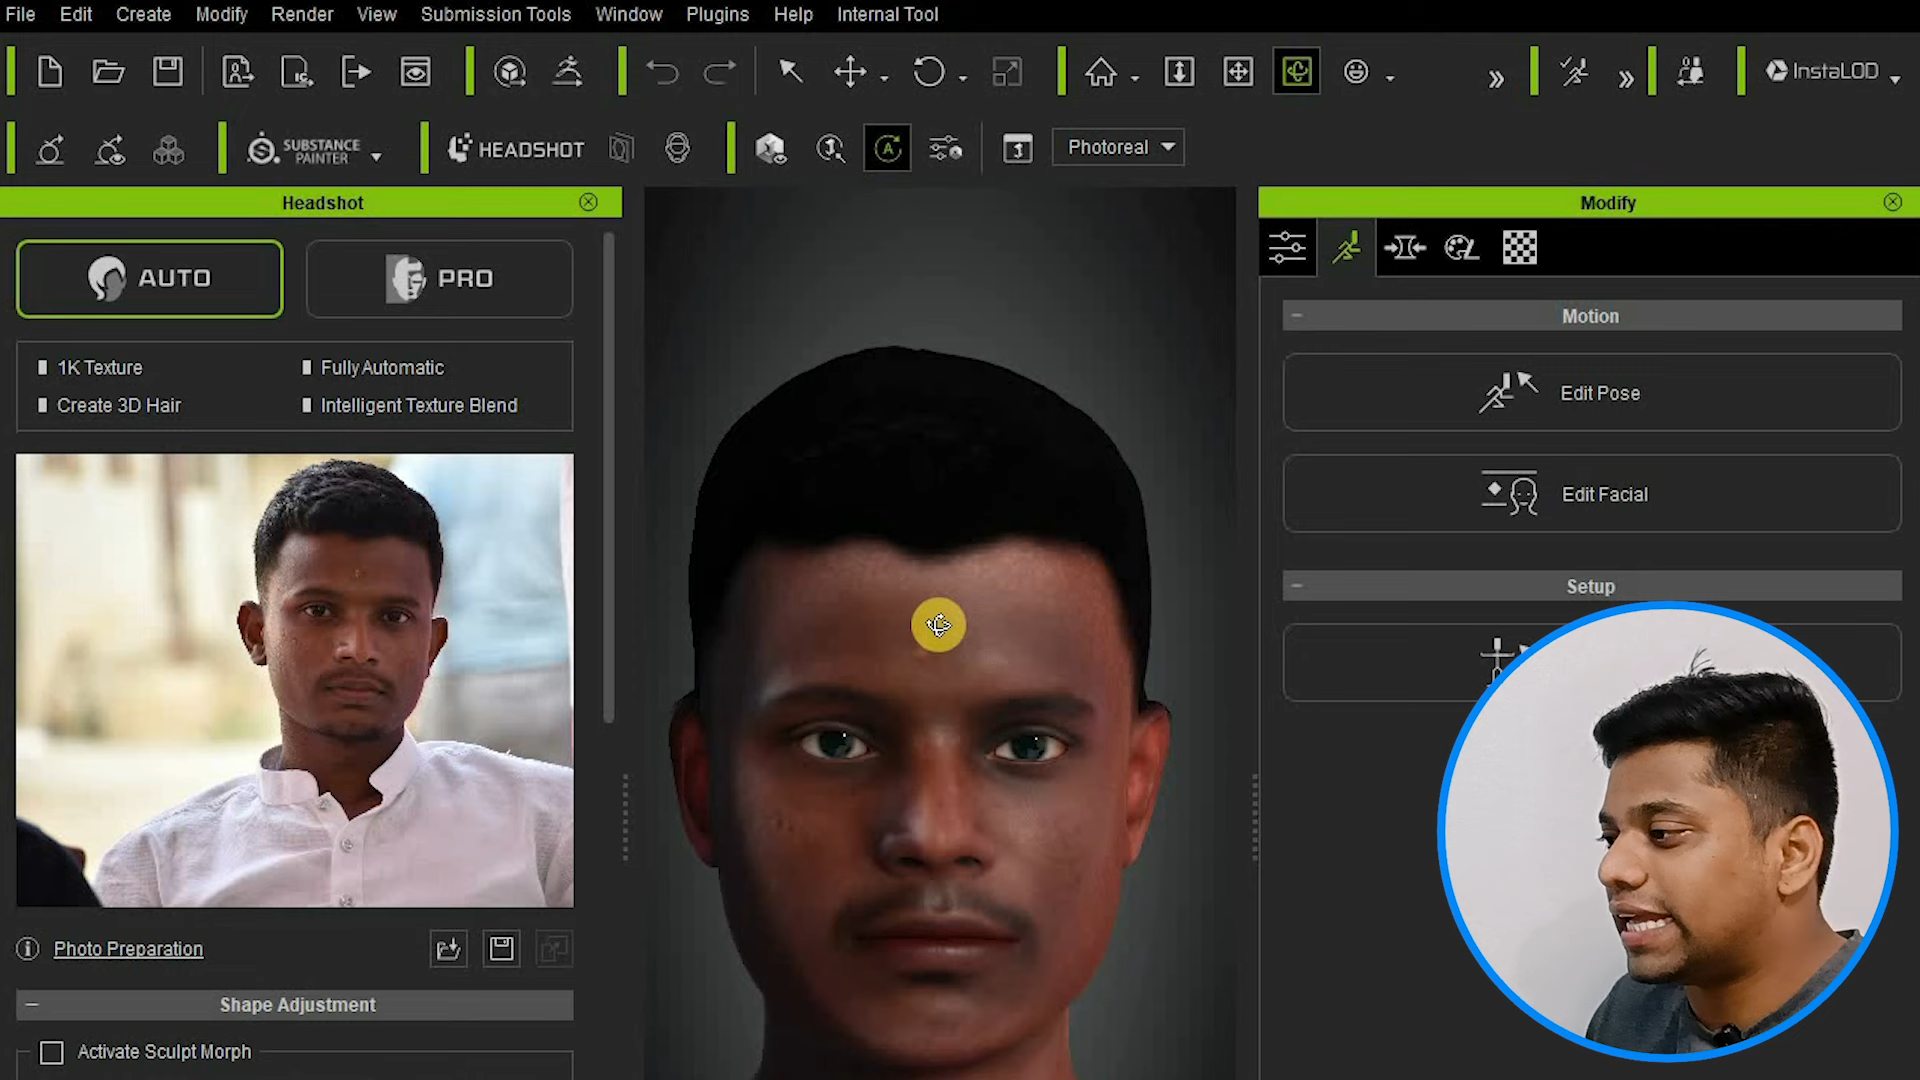 File Edit Create Modify Render View Submission Tools Window Plugins Help Internal Tool
InstaLOD
SUBSTANCE PAINTER
HEADSHOT
Photoreal
Headshot
Modify
AUTO
PRO
1K Texture
Fully Automatic
Create 3D Hair
Intelligent Texture Blend
Photo Preparation
Shape Adjustment
Activate Sculpt Morph
Motion
Edit Pose
Edit Facial
Setup